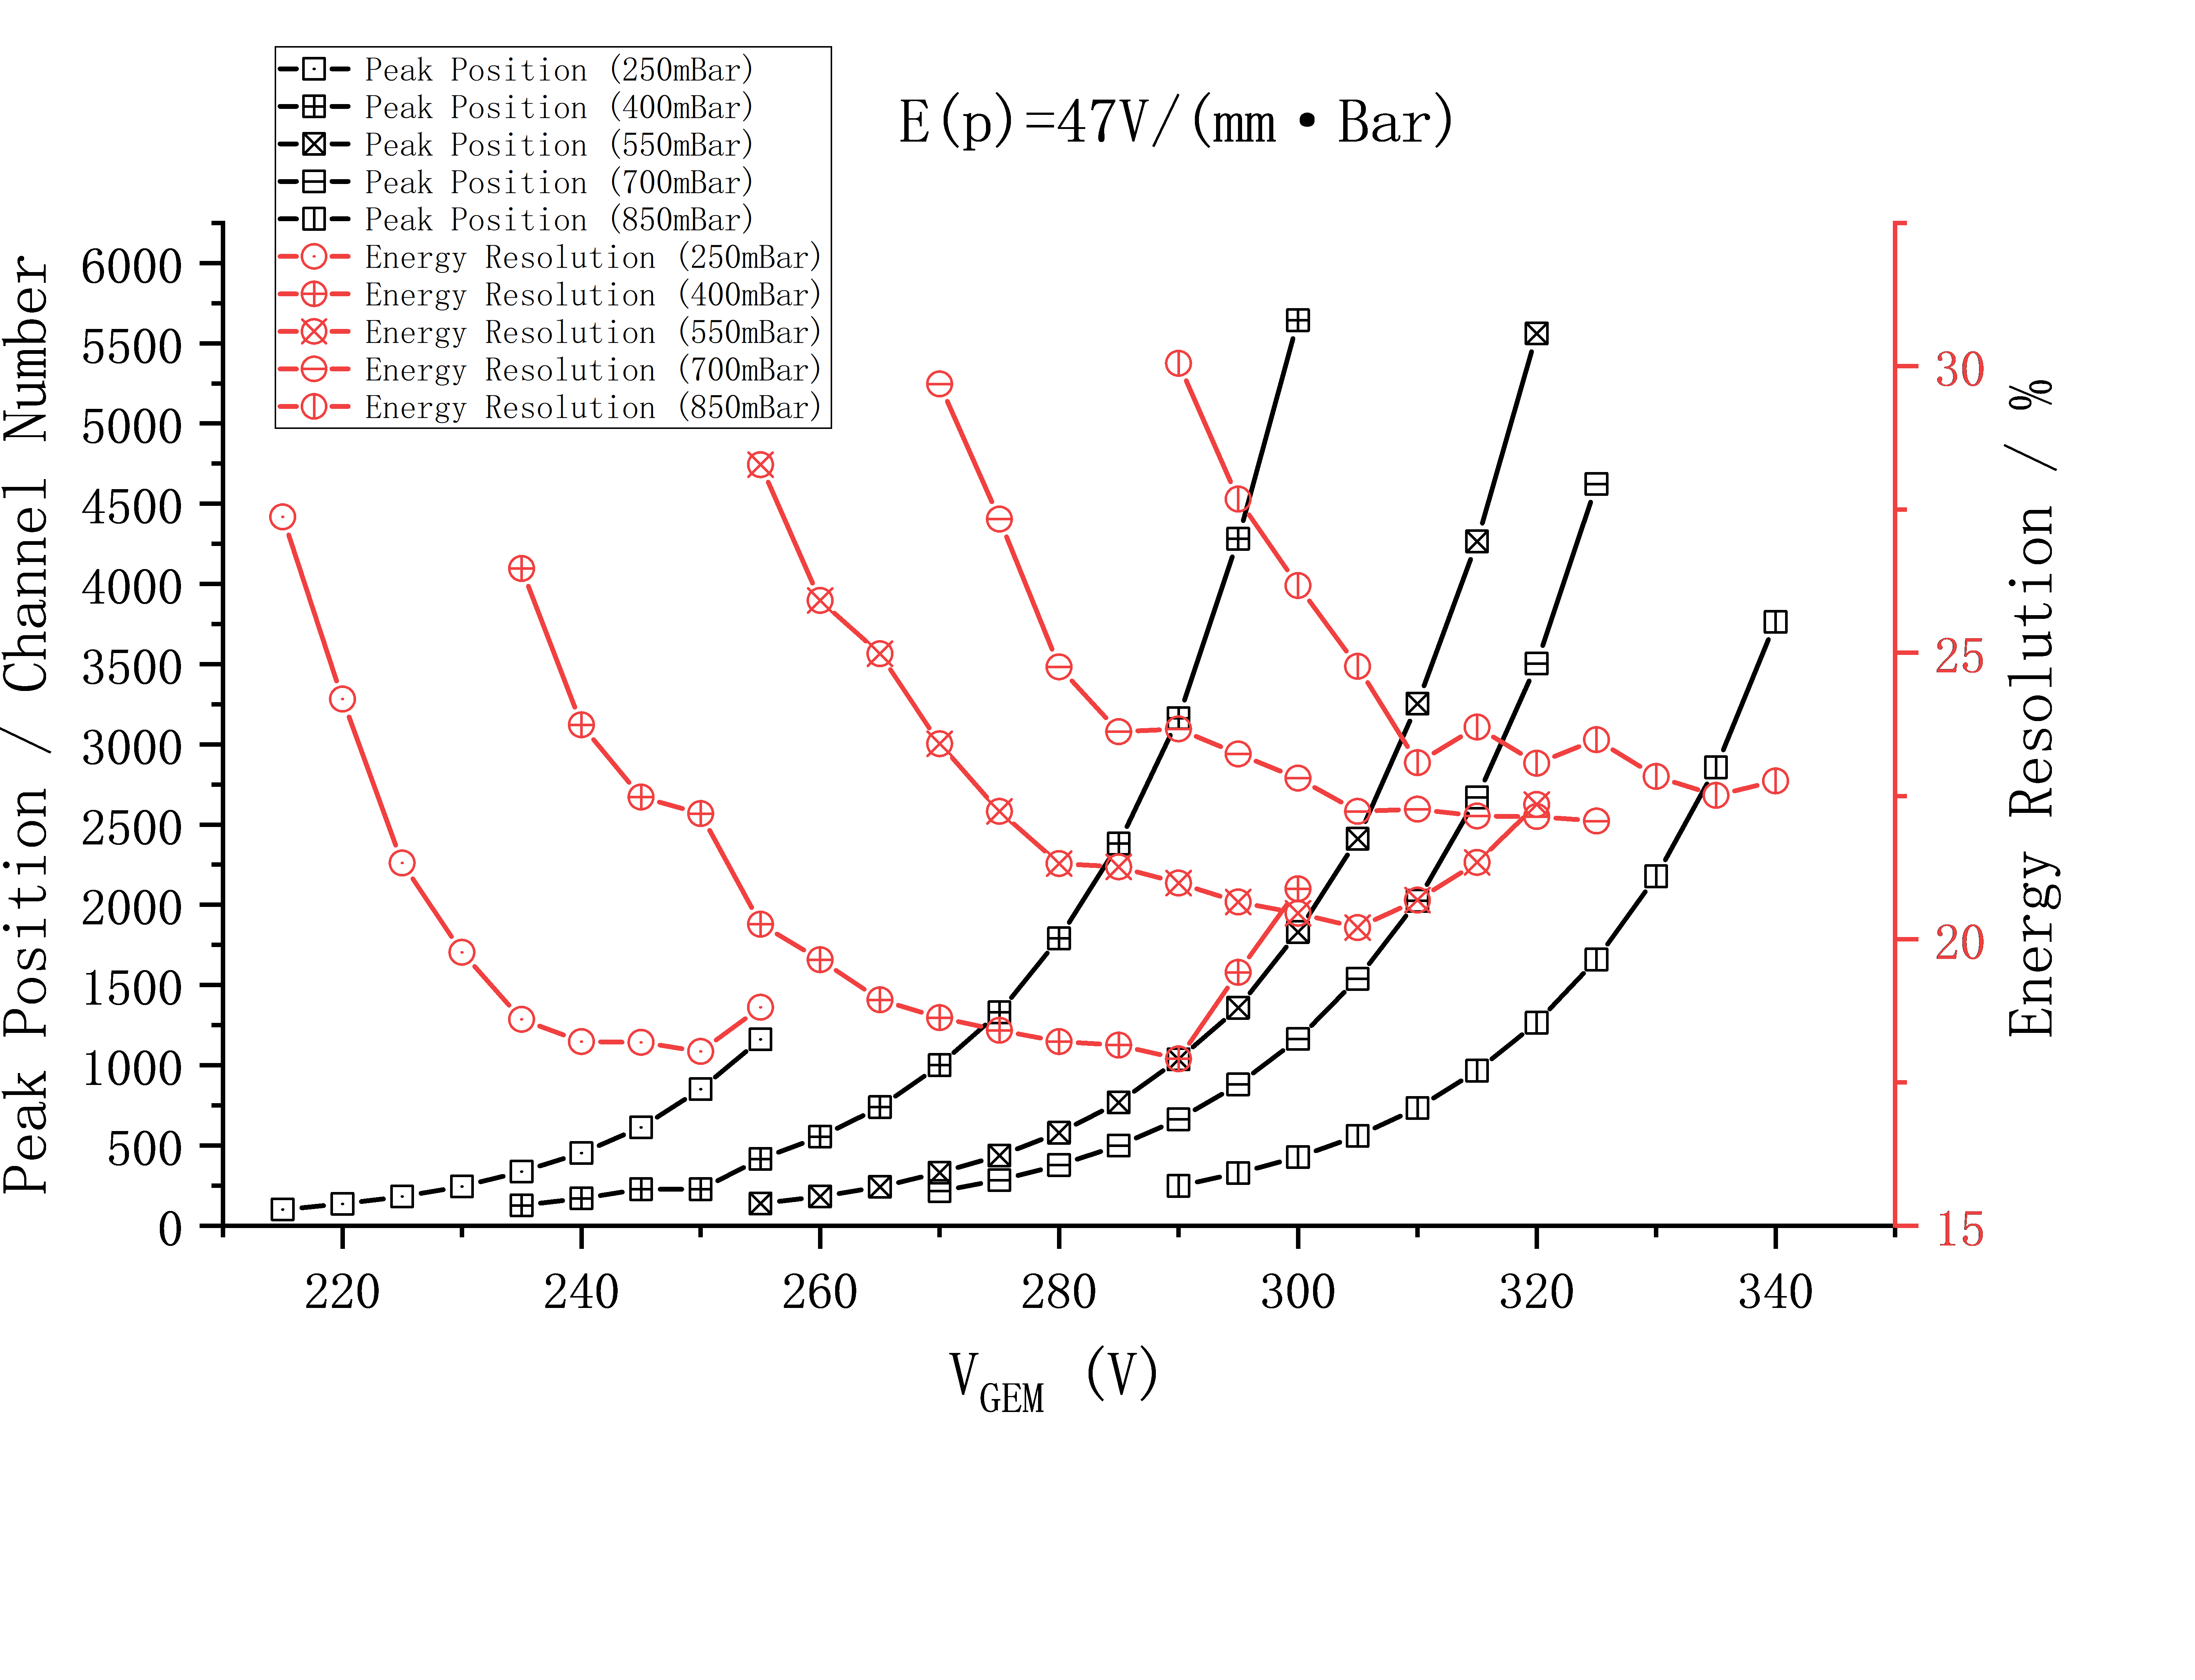 Peak Position (250mBar)
Peak Position (400mBar)
Peak Position (550mBar)
Peak Position (700mBar)
Peak Position (850mBar)
Energy Resolution (250mBar)
Energy Resolution (400mBar)
Energy Resolution (550mBar)
Energy Resolution (700mBar)
Energy Resolution (850mBar)
E(p)=47V/(mm·Bar)
Peak Position / Channel Number
6000
5500
5000
4500
4000
3500
3000
2500
2000
1500
1000
500
0
220 240 260 280 300 320 340
V_GEM (V)
30
25
20
15
Energy Resolution / %